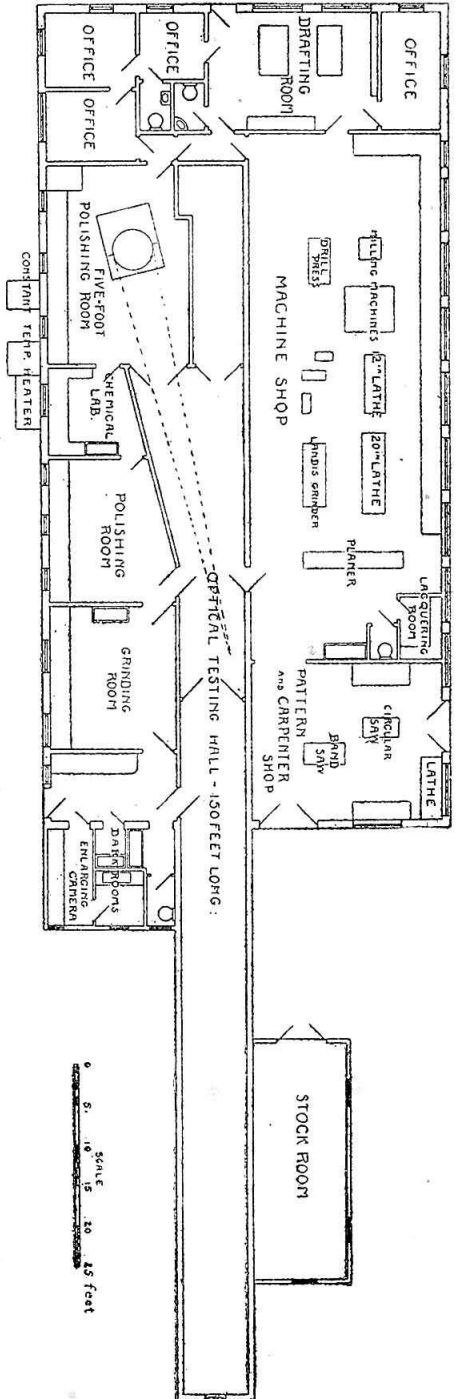 OFFICE
OFFICE
OFFICE
DRAFTING
ROOM
OFFICE
FIVE-FOOT
POLISHING ROOM
CONSTANT TEMP. HEATER
CHEMICAL
LAB.
POLISHING
ROOM
GRINDING
ROOM
DARK ROOMS
ENLARGING
CAMERA
OPTICAL TESTING HALL - 150 FEET LONG:
MACHINE SHOP
MILLING MACHINES
DRILL
PRESS
12" LATHE
20" LATHE
LANDIS GRINDER
PLANER
LACQUERING
ROOM
PATTERN
AND CARPENTER
SHOP
CIRCULAR
SAW
BAND
SAW
LATHE
STOCK ROOM
SCALE
0 5 10 15 20 25 feet